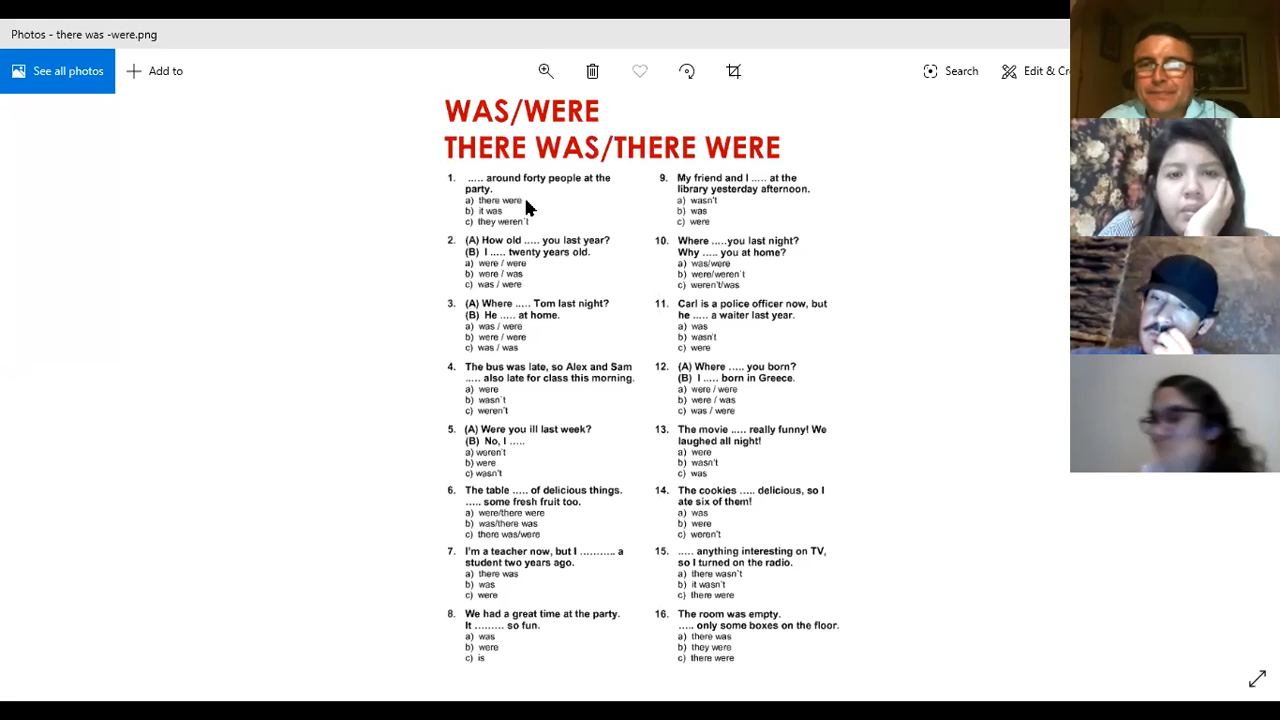 Photos - there was -were.png
See all photos
Add to
Search
Edit & Cr
WAS/WERE
THERE WAS/THERE WERE
1. ..... around forty people at the
party.
a) there were
b) it was
c) they weren`t
2. (A) How old ..... you last year?
(B) I ..... twenty years old.
a) were / were
b) were / was
c) was / were
3. (A) Where ..... Tom last night?
(B) He ..... at home.
a) was / were
b) were / were
c) was / was
4. The bus was late, so Alex and Sam
..... also late for class this morning.
a) were
b) wasn`t
c) weren't
5. (A) Were you ill last week?
(B) No, I .....
a) weren't
b) were
c) wasn't
6. The table ..... of delicious things.
..... some fresh fruit too.
a) were/there were
b) was/there was
c) there was/were
7. I'm a teacher now, but I .......... a
student two years ago.
a) there was
b) was
c) were
8. We had a great time at the party.
It ......... so fun.
a) was
b) were
c) is
9. My friend and I ..... at the
library yesterday afternoon.
a) wasn't
b) was
c) were
10. Where .....you last night?
Why ..... you at home?
a) was/were
b) were/weren`t
c) weren't/was
11. Carl is a police officer now, but
he ..... a waiter last year.
a) was
b) wasn't
c) were
12. (A) Where ..... you born?
(B) I ..... born in Greece.
a) were / were
b) were / was
c) was / were
13. The movie ..... really funny! We
laughed all night!
a) were
b) wasn't
c) was
14. The cookies ..... delicious, so I
ate six of them!
a) was
b) were
c) weren't
15. ..... anything interesting on TV,
so I turned on the radio.
a) there wasn`t
b) it wasn't
c) there were
16. The room was empty.
..... only some boxes on the floor.
a) there was
b) they were
c) there were